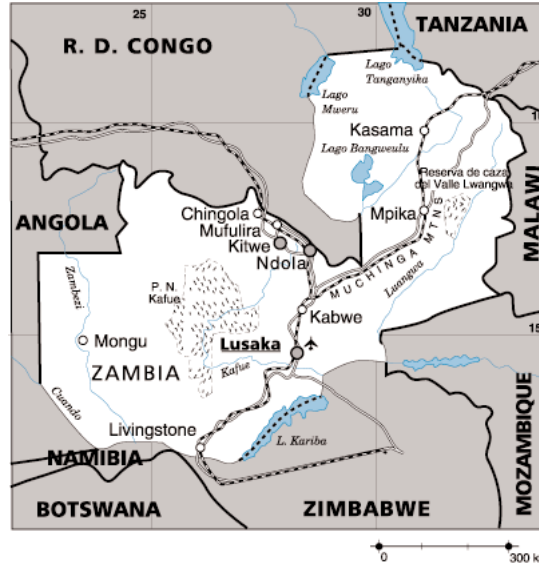 25
30
TANZANIA
R. D. CONGO
Lago
Tanganyika
Lago
Mweru
10
Kasama
Lago Bangweulu
Reserva de caza
del Valle Lwangwa
MALAWI
ANGOLA
Chingola
Mufulira
Kitwe
Ndola
Mpika
MUCHINGA MTNS
Luangwa
Zambezi
P. N.
Kafue
Kabwe
15
Mongu
Lusaka
ZAMBIA
Kafue
Cuando
MOZAMBIQUE
Livingstone
L. Kariba
NAMIBIA
BOTSWANA
ZIMBABWE
0
300 k